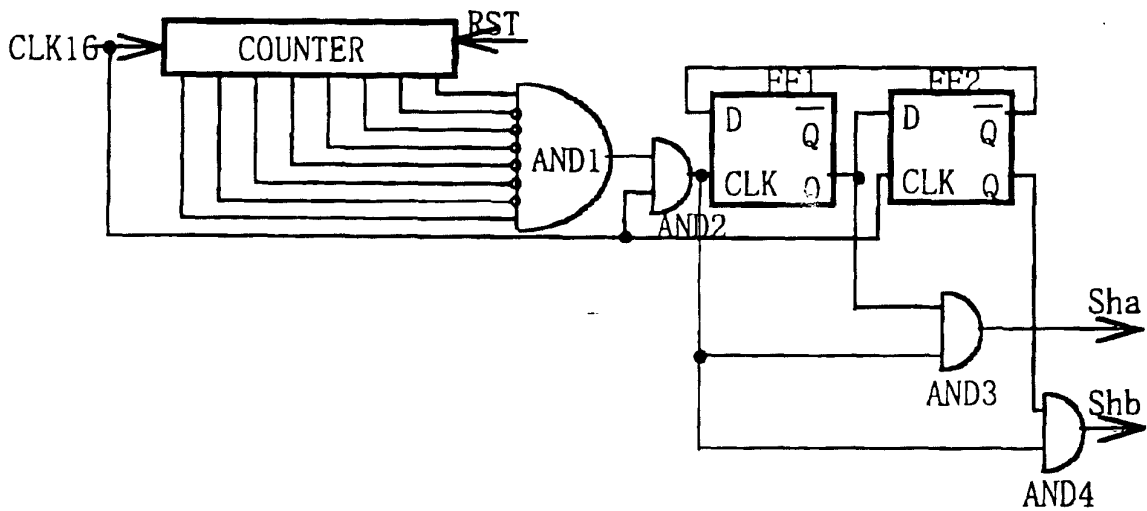 RST
CLK16
COUNTER
FF1
FF2
D
Q
D
Q
AND1
CLK
Q
CLK
Q
AND2
Sha
AND3
Shb
AND4